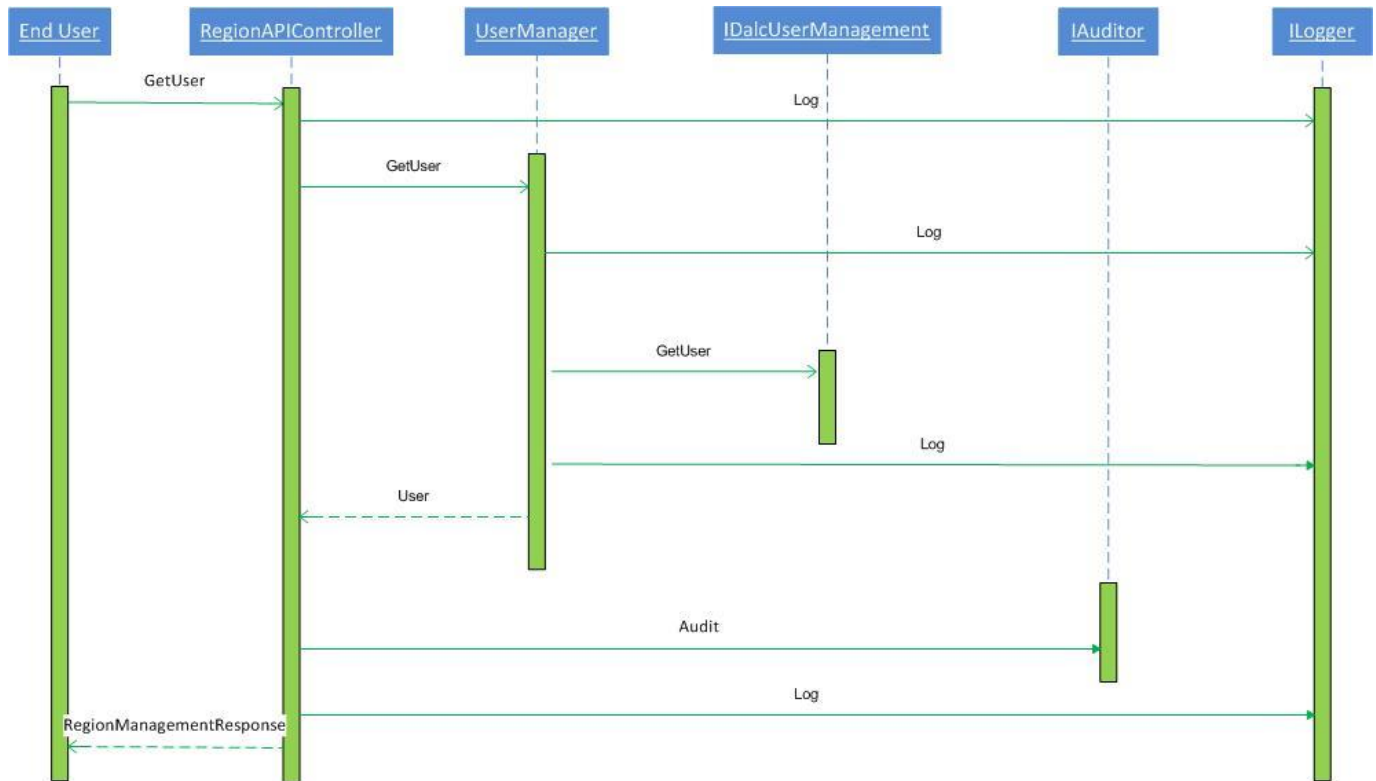 End User
RegionAPIController
UserManager
IDalcUserManagement
IAuditor
ILogger
GetUser
Log
GetUser
Log
GetUser
Log
User
Audit
Log
RegionManagementResponse